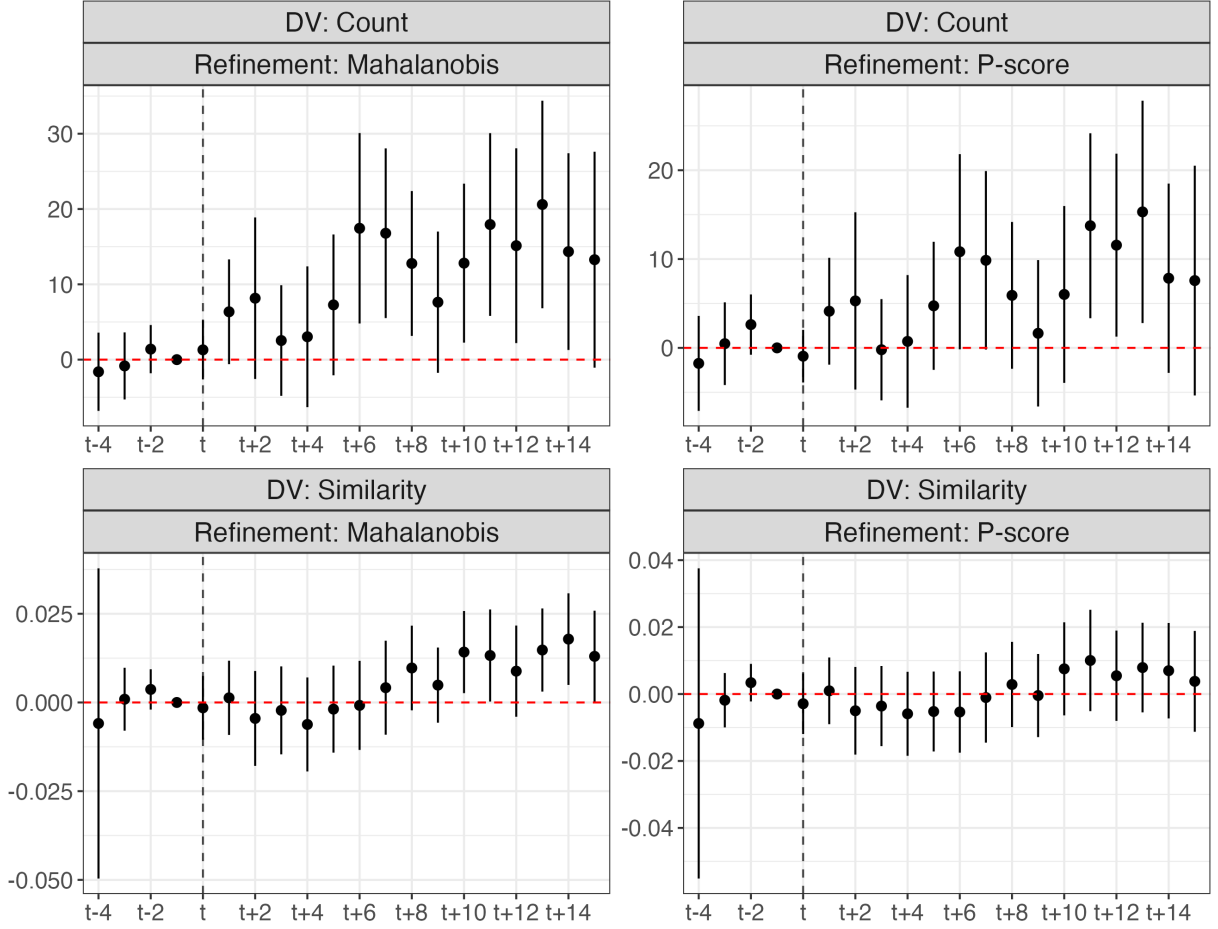 DV: Count
Refinement: Mahalanobis
30
20
10
0
t-4 t-2 t t+2 t+4 t+6 t+8 t+10 t+12 t+14
DV: Count
Refinement: P-score
20
10
0
t-4 t-2 t t+2 t+4 t+6 t+8 t+10 t+12 t+14
DV: Similarity
Refinement: Mahalanobis
0.025
0.000
-0.025
-0.050
t-4 t-2 t t+2 t+4 t+6 t+8 t+10 t+12 t+14
DV: Similarity
Refinement: P-score
0.04
0.02
0.00
-0.02
-0.04
t-4 t-2 t t+2 t+4 t+6 t+8 t+10 t+12 t+14